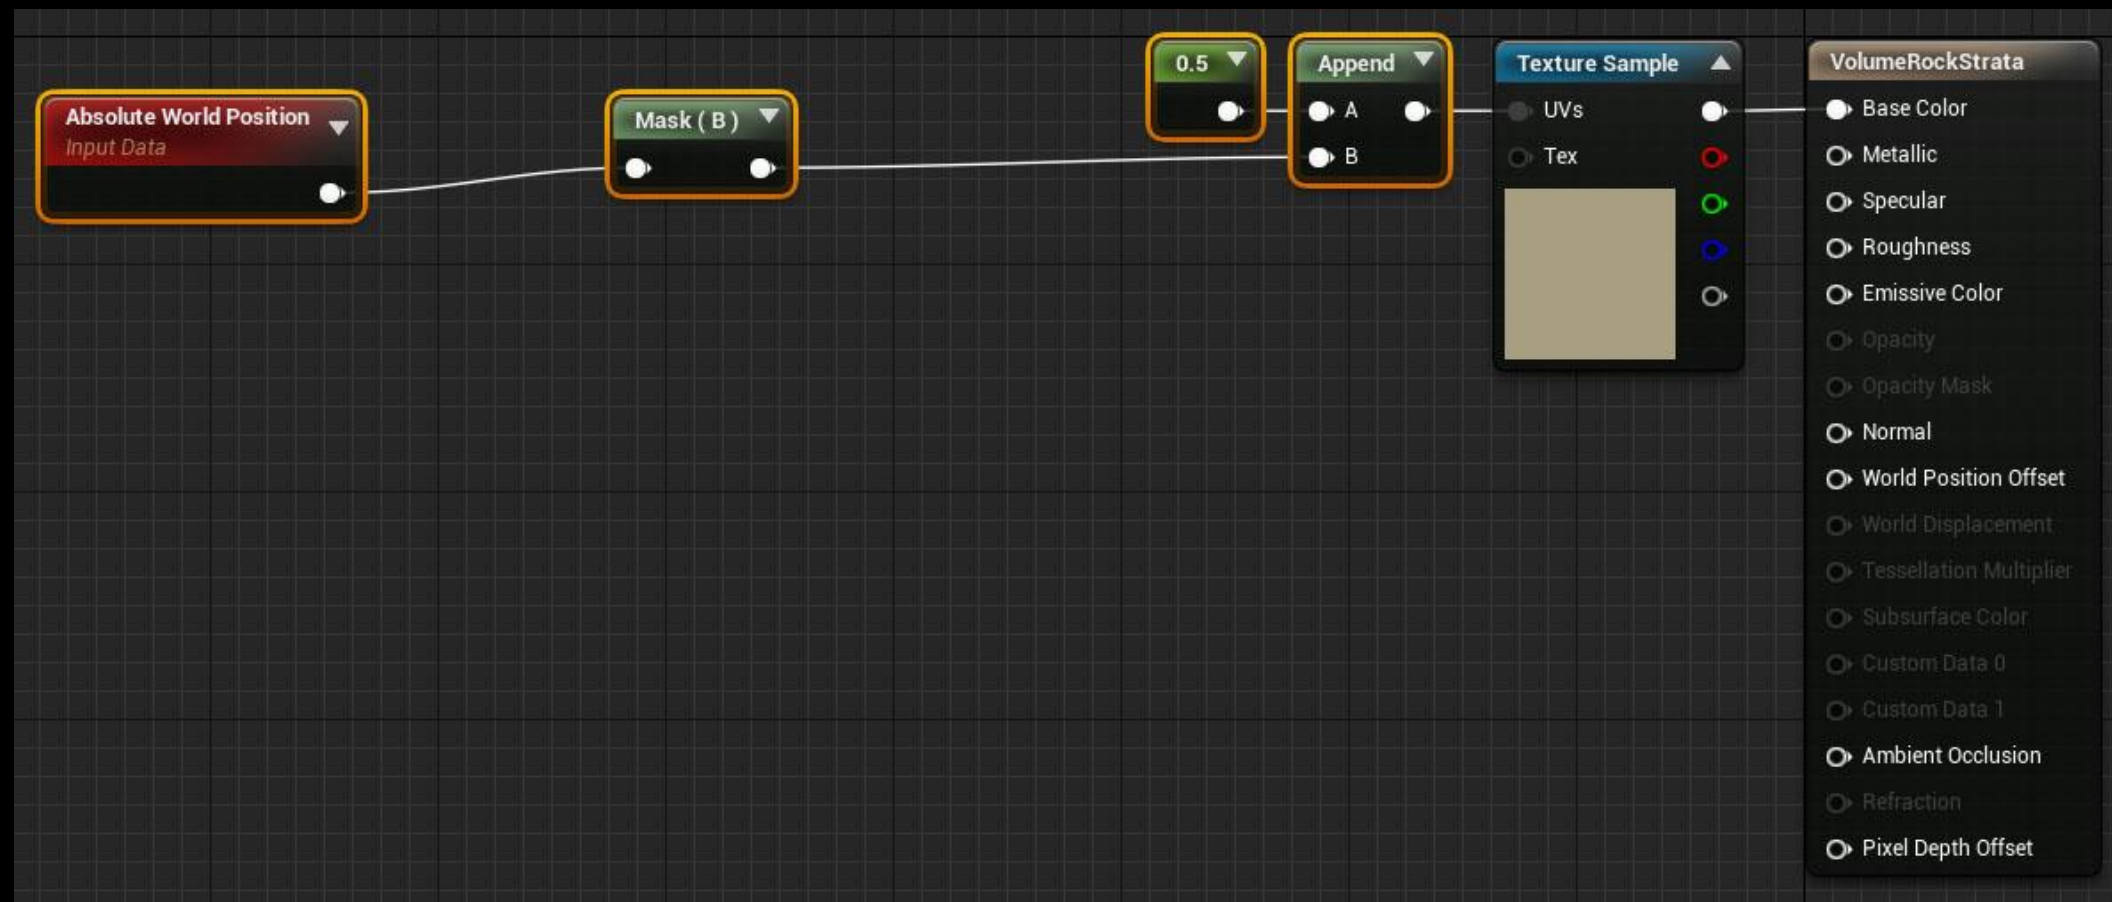 Absolute World Position
Input Data
Mask ( B )
0.5
Append
A
B
Texture Sample
UVs
Tex
VolumeRockStrata
Base Color
Metallic
Specular
Roughness
Emissive Color
Opacity
Opacity Mask
Normal
World Position Offset
World Displacement
Tessellation Multiplier
Subsurface Color
Custom Data 0
Custom Data 1
Ambient Occlusion
Refraction
Pixel Depth Offset